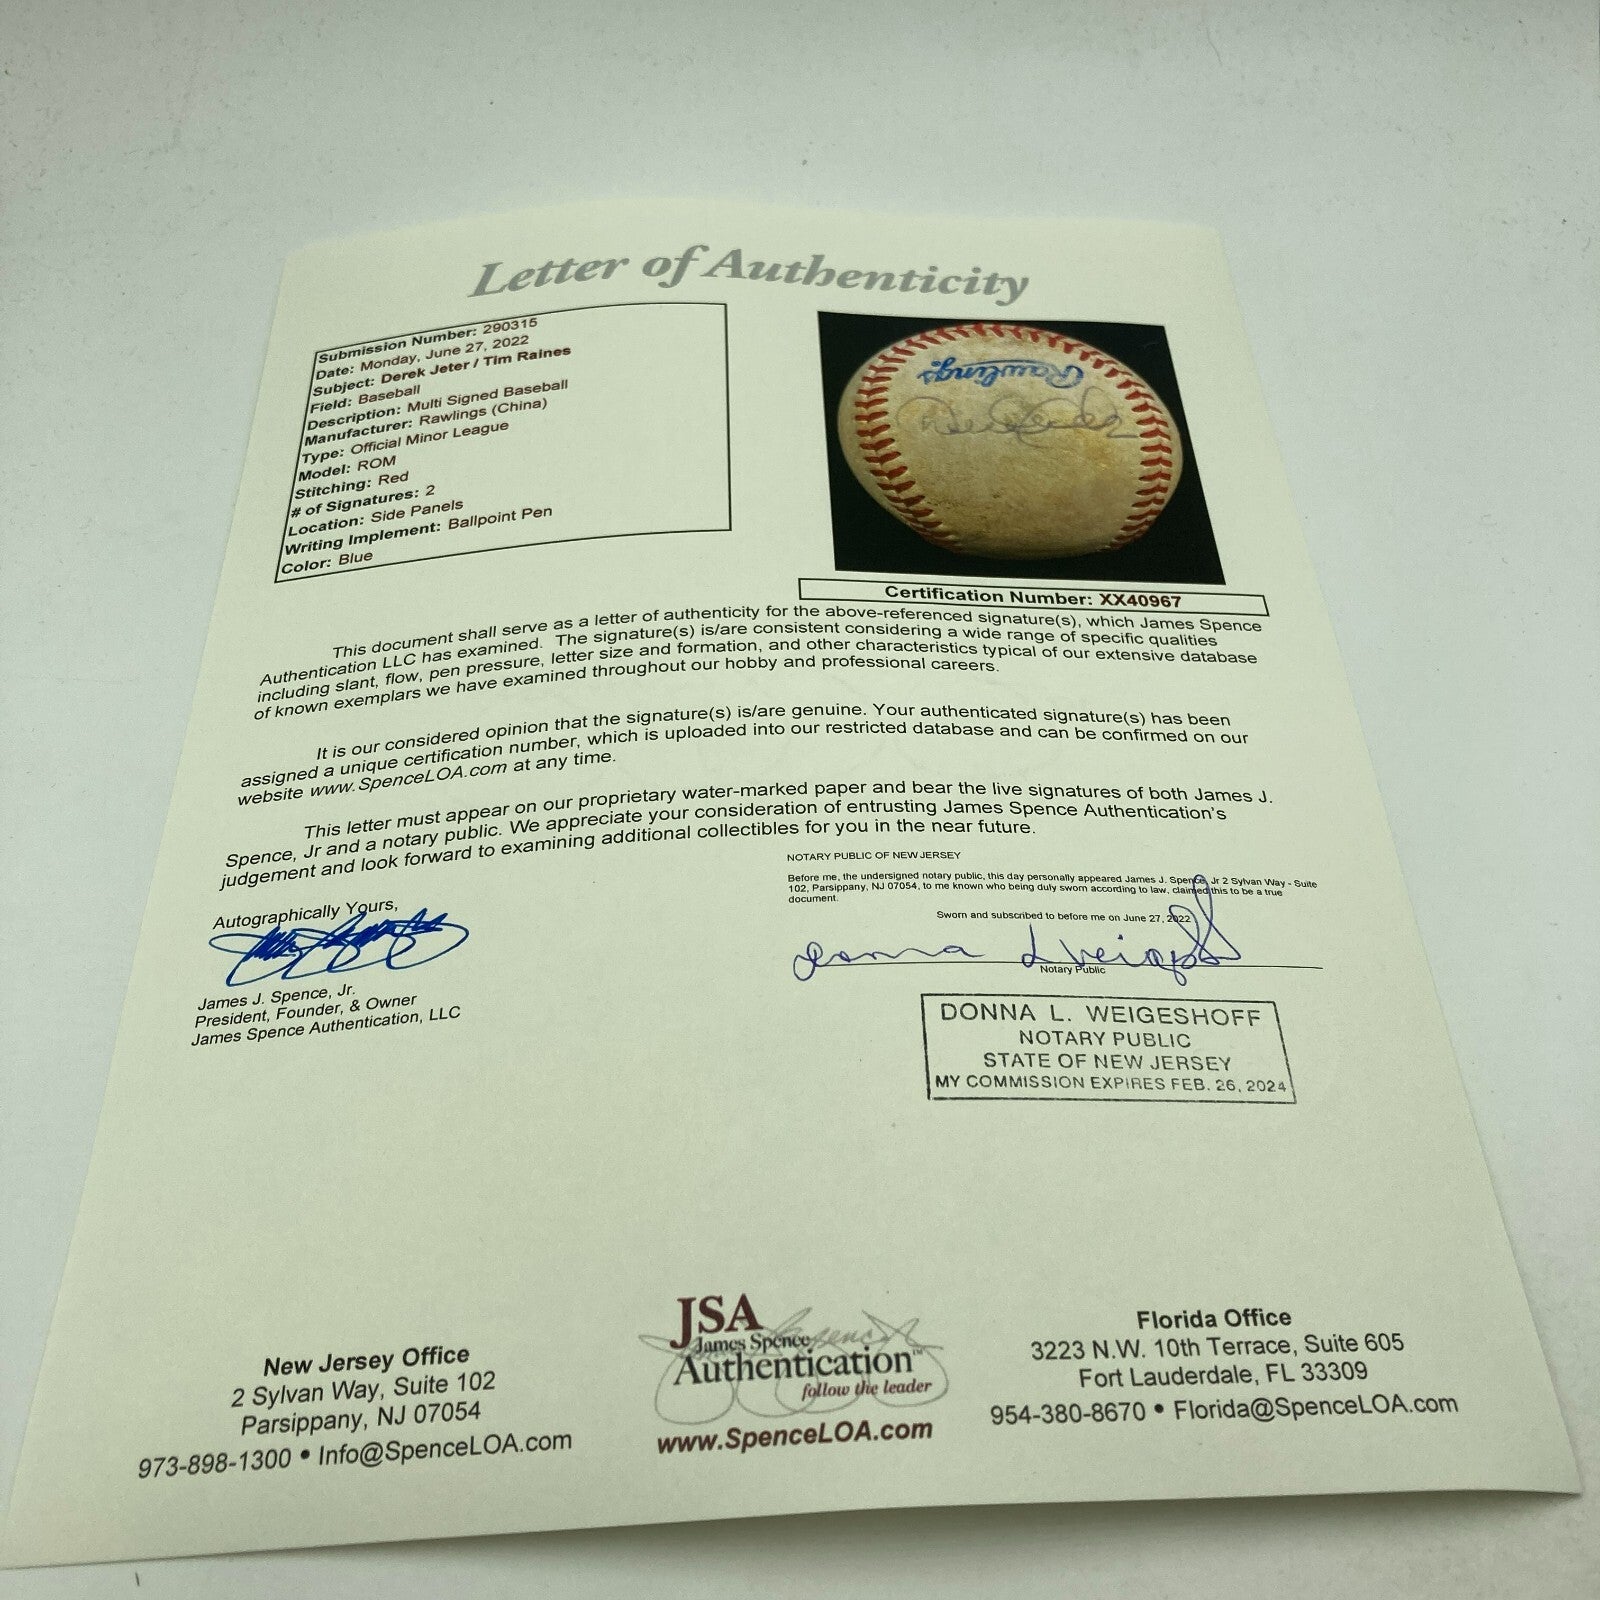 Letter of Authenticity
Submission Number: 290315
Date: Monday, June 27, 2022
Subject: Derek Jeter / Tim Raines
Field: Baseball
Description: Multi Signed Baseball
Manufacturer: Rawlings (China)
Type: Official Minor League
Model: ROM
Stitching: Red
# of Signatures: 2
Location: Side Panels
Writing Implement: Ballpoint Pen
Color: Blue
Rawlings
Certification Number: XX40967
This document shall serve as a letter of authenticity for the above-referenced signature(s), which James Spence
Authentication LLC has examined. The signature(s) is/are consistent considering a wide range of specific qualities
including slant, flow, pen pressure, letter size and formation, and other characteristics typical of our extensive database
of known exemplars we have examined throughout our hobby and professional careers.
It is our considered opinion that the signature(s) is/are genuine. Your authenticated signature(s) has been
assigned a unique certification number, which is uploaded into our restricted database and can be confirmed on our
website www.SpenceLOA.com at any time.
This letter must appear on our proprietary water-marked paper and bear the live signatures of both James J.
Spence, Jr and a notary public. We appreciate your consideration of entrusting James Spence Authentication's
judgement and look forward to examining additional collectibles for you in the near future.
NOTARY PUBLIC OF NEW JERSEY
Before me, the undersigned notary public, this day personally appeared James J. Spence, Jr 2 Sylvan Way - Suite
102, Parsippany, NJ 07054, to me known who being duly sworn according to law, claimed this to be a true
document.
Sworn and subscribed to before me on June 27, 2022
Notary Public
Autographically Yours,
James J. Spence, Jr.
President, Founder, & Owner
James Spence Authentication, LLC
DONNA L. WEIGESHOFF
NOTARY PUBLIC
STATE OF NEW JERSEY
MY COMMISSION EXPIRES FEB. 26, 2024
New Jersey Office
2 Sylvan Way, Suite 102
Parsippany, NJ 07054
973-898-1300 • Info@SpenceLOA.com
JSA
James Spence
Authentication™
follow the leader
www.SpenceLOA.com
Florida Office
3223 N.W. 10th Terrace, Suite 605
Fort Lauderdale, FL 33309
954-380-8670 • Florida@SpenceLOA.com